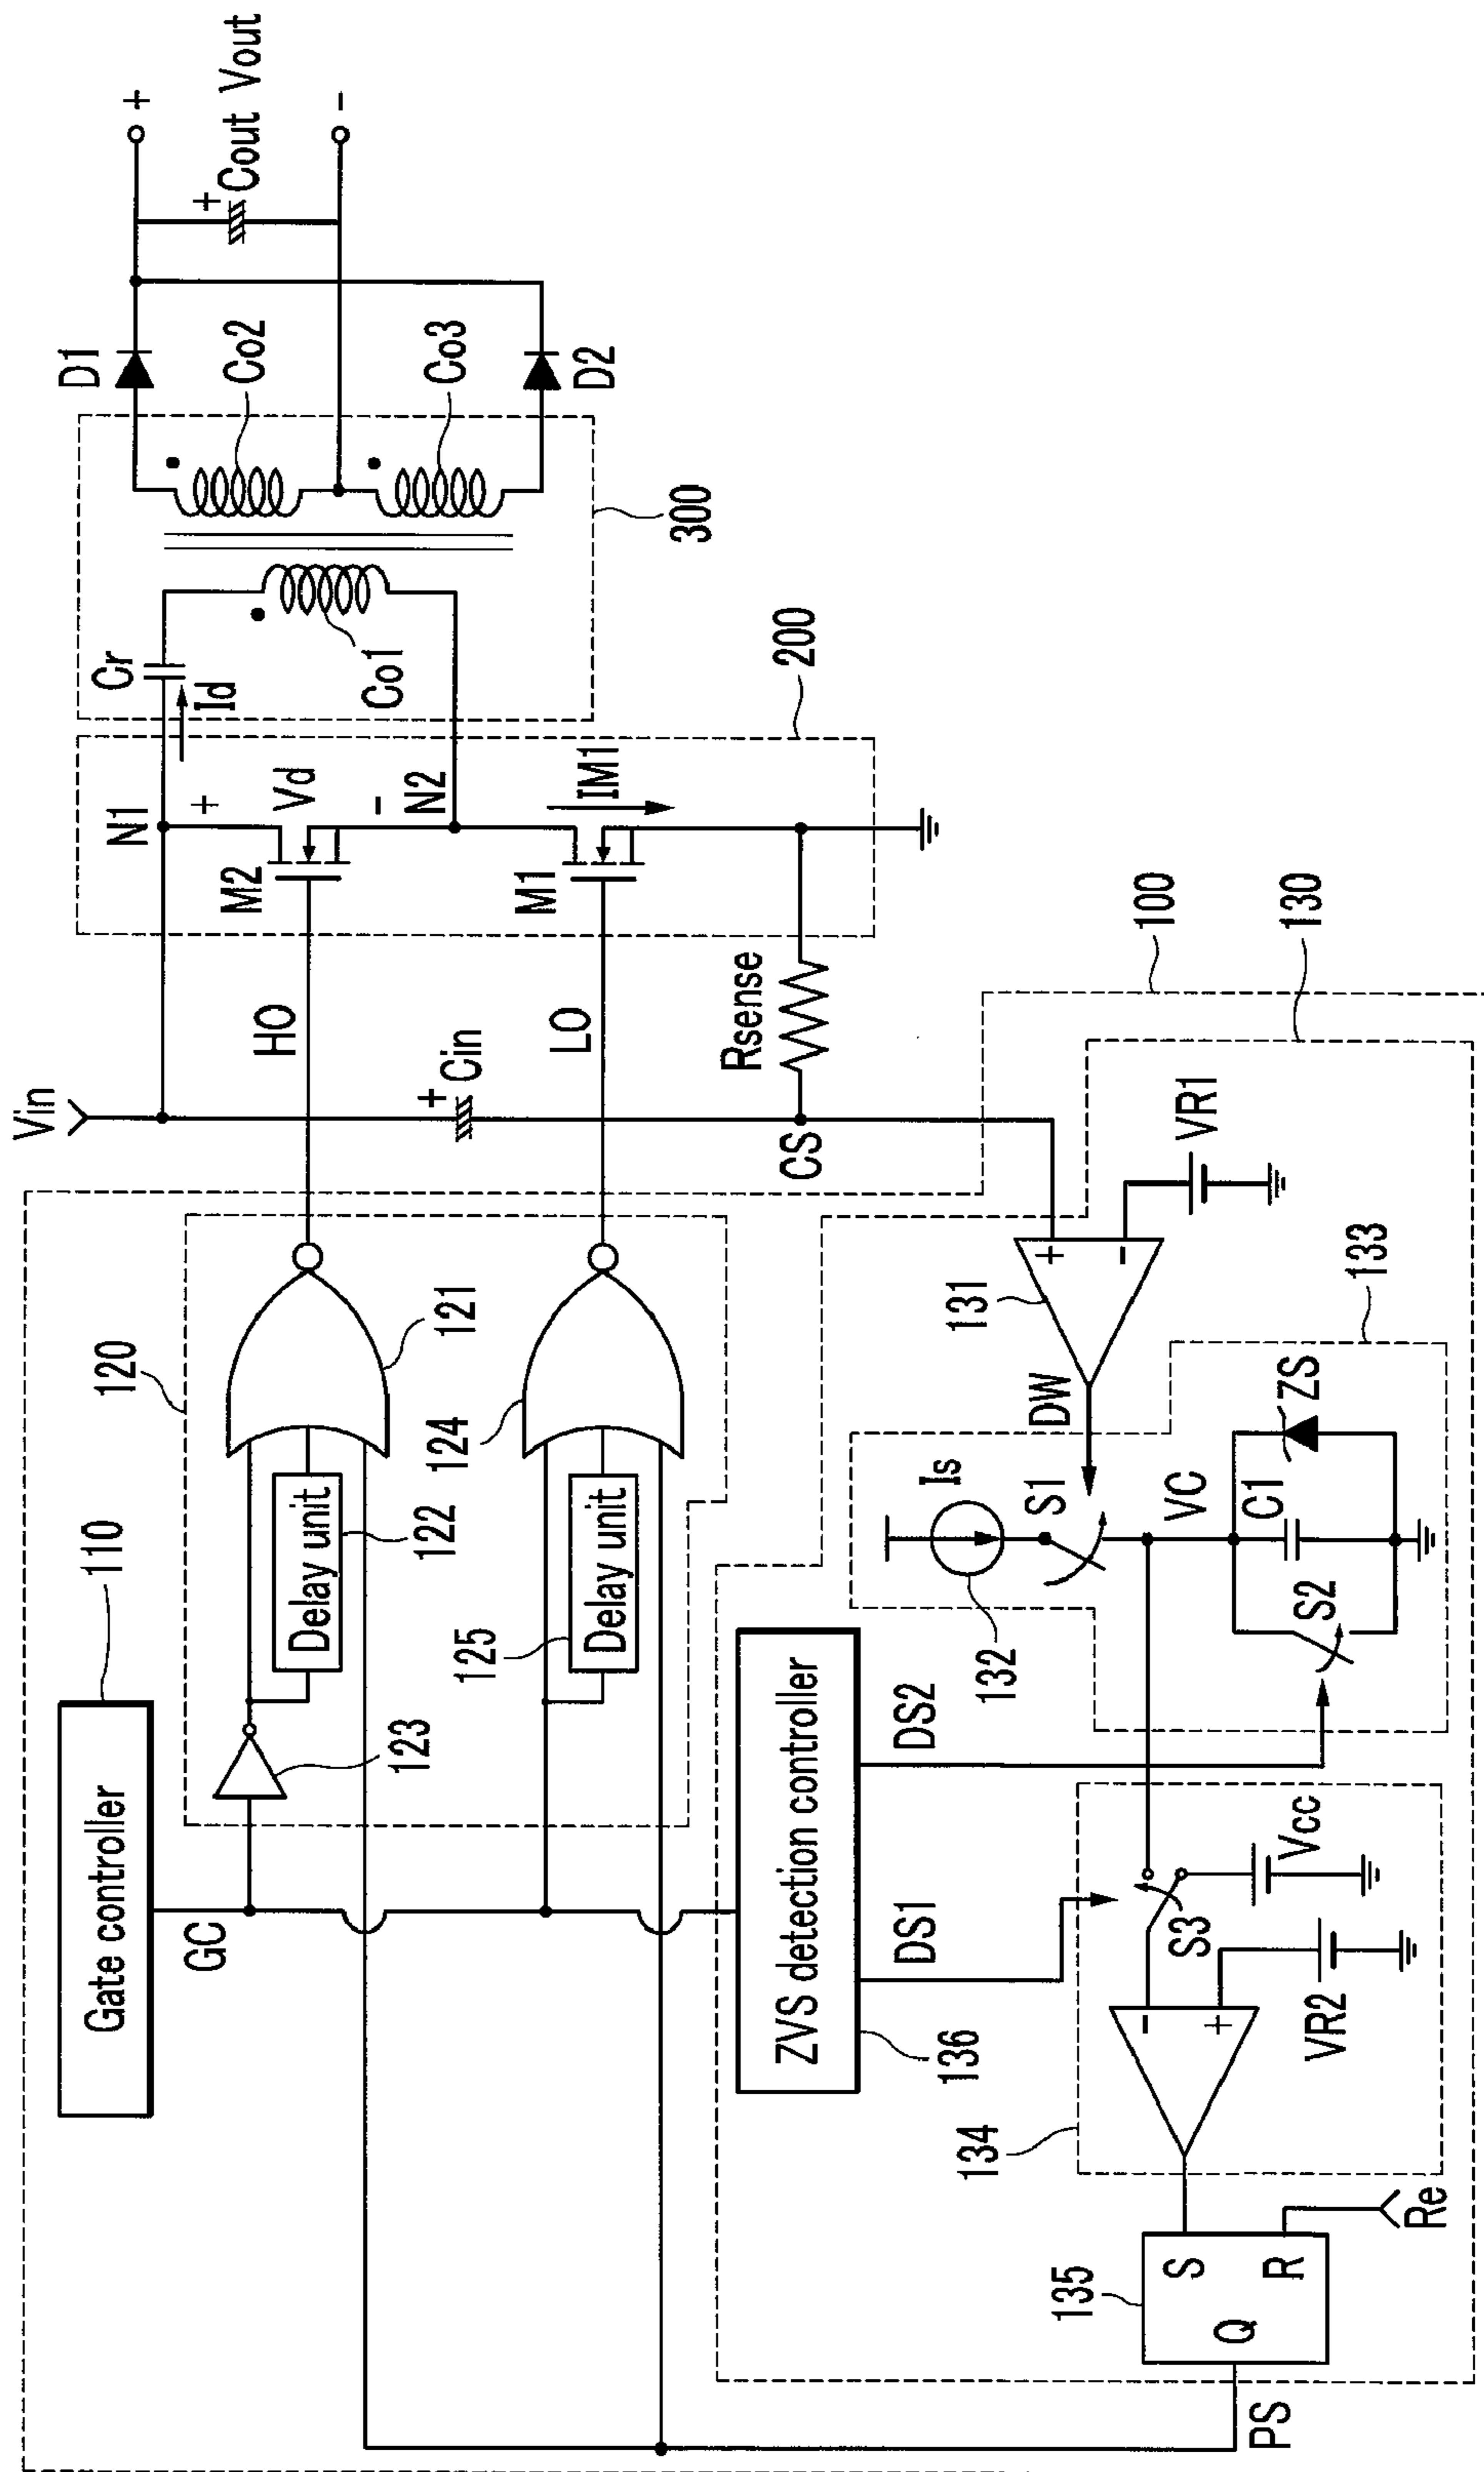 Vin
N1
Cr
Id
D1
+
Cout
+
Vout
-
Co2
Co3
D2
Co1
300
M2
+
Vd
-
N2
M1
IM1
200
HO
LO
+
Cin
Rsense
CS
110
Gate controller
GC
120
121
Delay unit
122
123
124
Delay unit
125
100
130
ZVS detection controller
136
DS1
DS2
131
+
-
VR1
DW
133
Is
132
S1
VC
C1
ZS
S2
134
-
+
S3
Vcc
VR2
135
S
R
Q
Re
PS